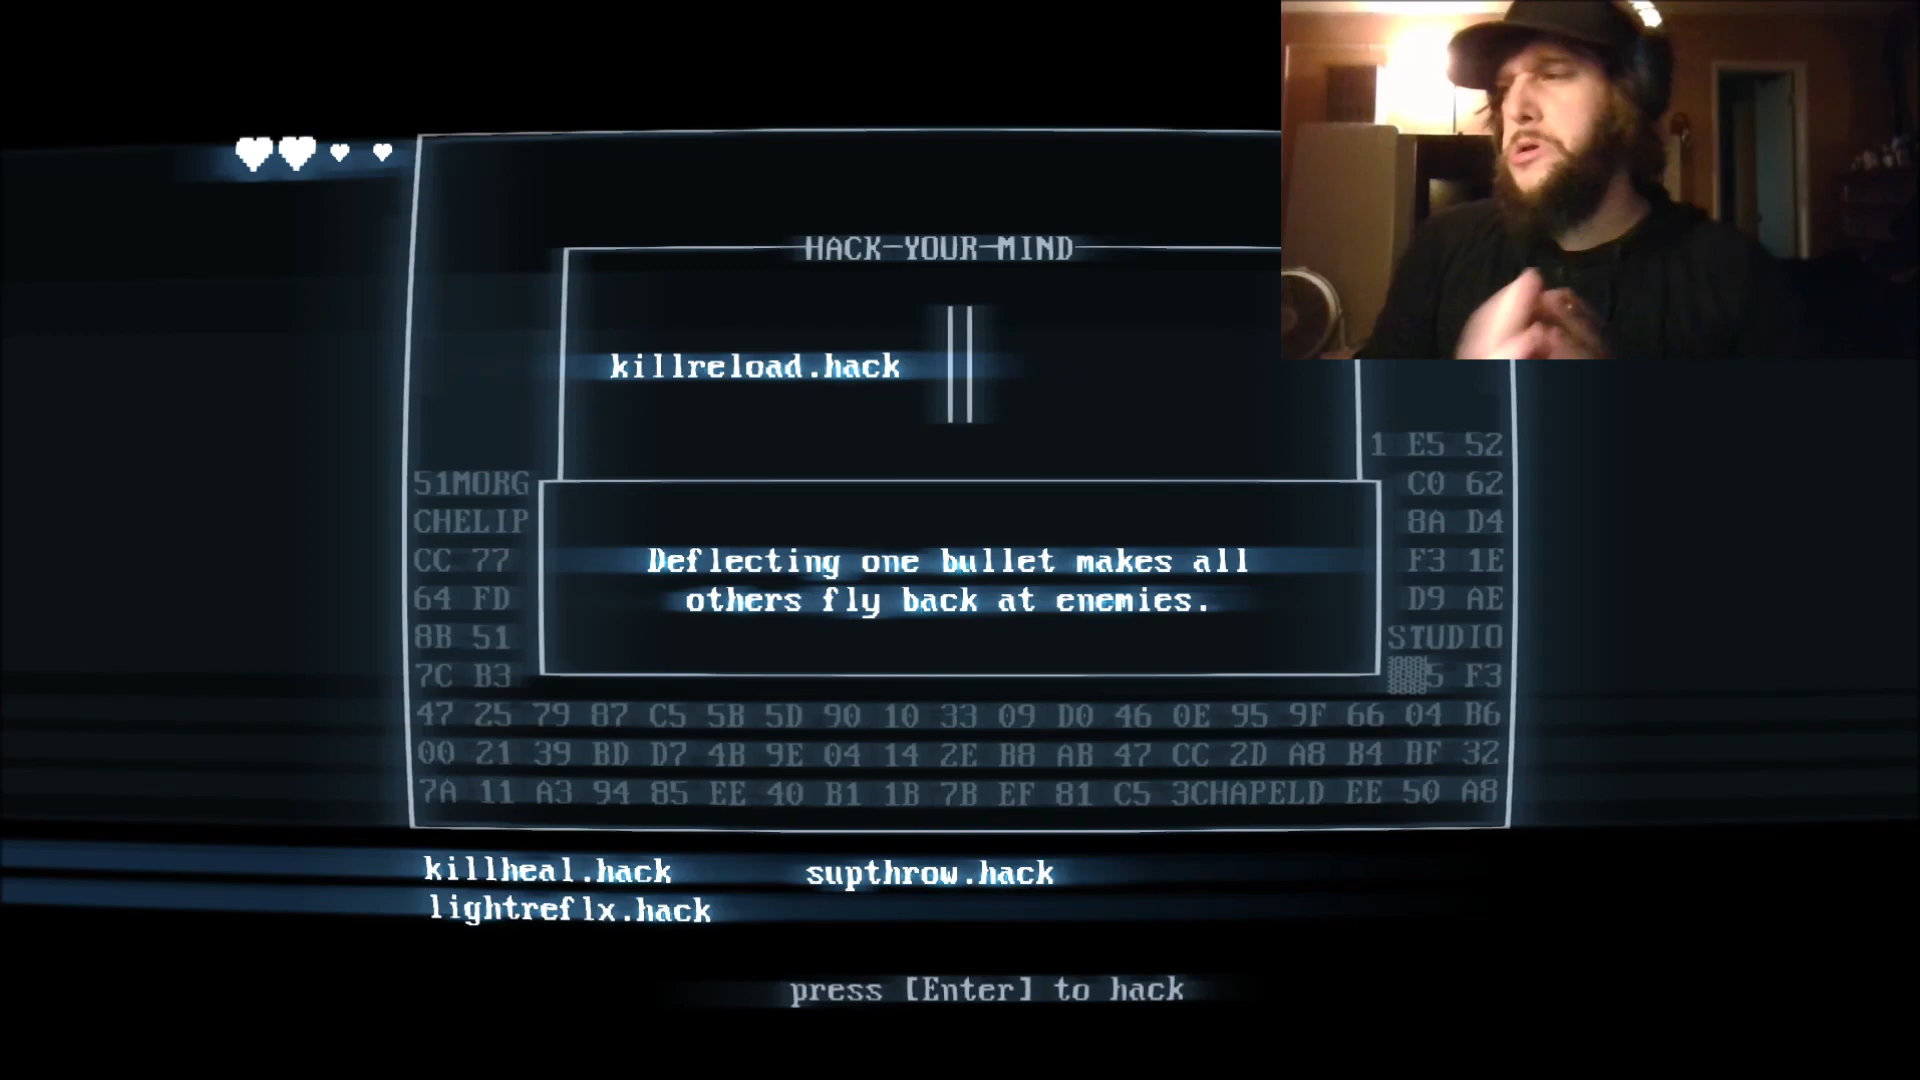 HACK-YOUR-MIND
killreload.hack
1 E5 52
51MORG
C0 62
CHELIP
8A D4
CC 77
F3 1E
Deflecting one bullet makes all
others fly back at enemies.
64 FD
D9 AE
8B 51
STUDIO
7C B3
5 F3
47 25 79 87 C5 5B 5D 90 10 33 09 D0 46 0E 95 9F 66 04 B6
00 21 39 BD D7 4B 9E 04 14 2E B8 AB 47 CC 2D A8 B4 BF 32
7A 11 A3 94 85 EE 40 B1 1B 7B EF 81 C5 3CHAPELD EE 50 A8
killheal.hack supthrow.hack
lightreflx.hack
press [Enter] to hack